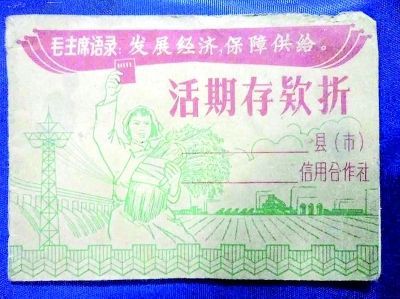 毛主席语录：发展经济，保障供给。
活期存款折
县（市）
信用合作社